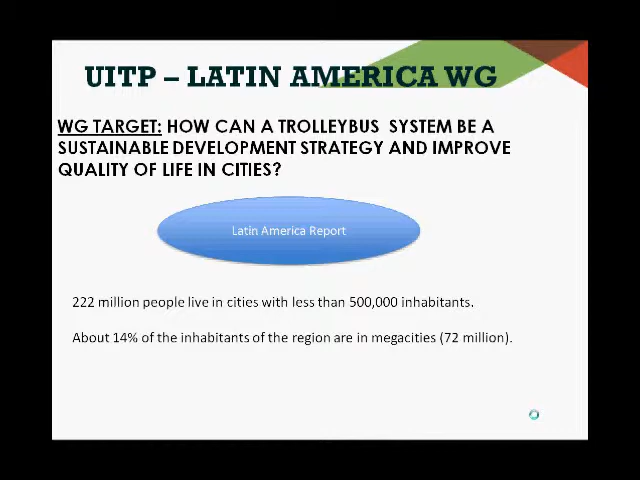 UITP – LATIN AMERICA WG
WG TARGET: HOW CAN A TROLLEYBUS SYSTEM BE A
SUSTAINABLE DEVELOPMENT STRATEGY AND IMPROVE
QUALITY OF LIFE IN CITIES?
Latin America Report
222 million people live in cities with less than 500,000 inhabitants.
About 14% of the inhabitants of the region are in megacities (72 million).